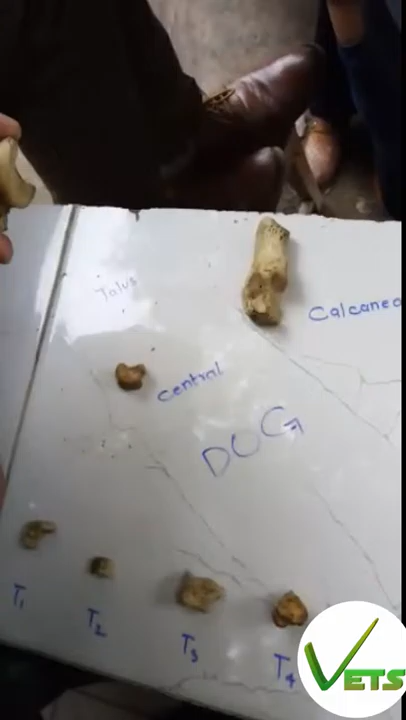 Talus
Calcaneo
Central
DOG
T1
T2
T3
T4
VETS